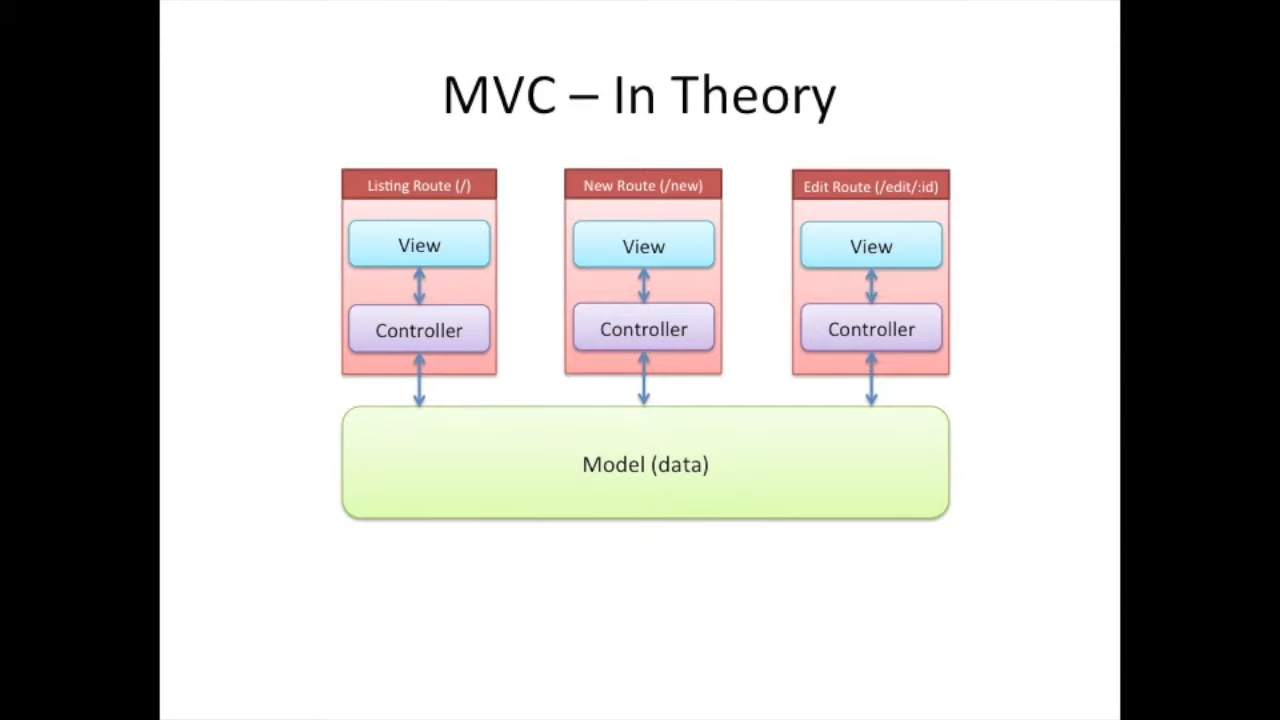 MVC – In Theory
Listing Route (/)
View
Controller
New Route (/new)
View
Controller
Edit Route (/edit/:id)
View
Controller
Model (data)